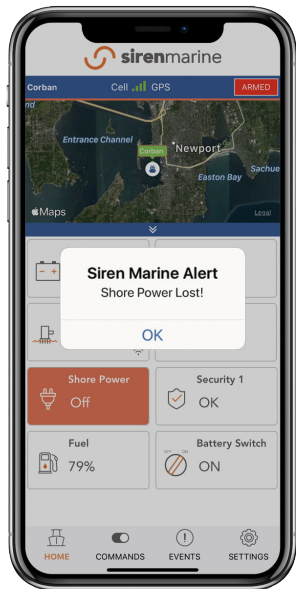 sirenmarine
Corban
Cell
GPS
ARMED
nd
Entrance Channel
Corban
Newport
Easton Bay
Sachue
Maps
Legal
Siren Marine Alert
Shore Power Lost!
OK
Shore Power
Off
Security 1
OK
Fuel
79%
Battery Switch
OFF ON
ON
HOME
COMMANDS
EVENTS
SETTINGS